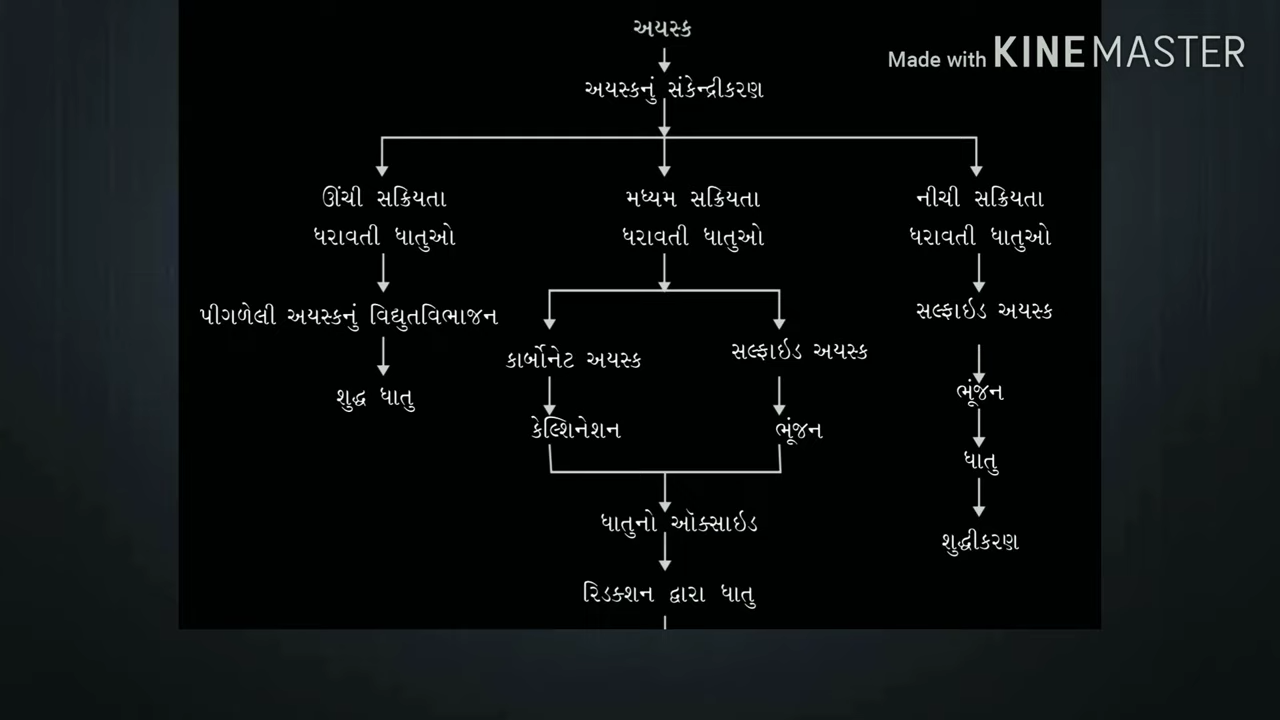 અયસ્ક
Made with KINEMASTER
અયસ્કનું સંકેન્દ્રીકરણ
ઊંચી સક્રિયતા
ધરાવતી ધાતુઓ
મધ્યમ સક્રિયતા
ધરાવતી ધાતુઓ
નીચી સક્રિયતા
ધરાવતી ધાતુઓ
પીગળેલી અયસ્કનું વિદ્યુતવિભાજન
શુદ્ધ ધાતુ
કાર્બોનેટ અયસ્ક
કેલ્શિનેશન
સલ્ફાઇડ અયસ્ક
ભૂંજન
ધાતુનો ઑક્સાઇડ
રિડક્શન દ્વારા ધાતુ
સલ્ફાઇડ અયસ્ક
ભૂંજન
ધાતુ
શુદ્ધીકરણ